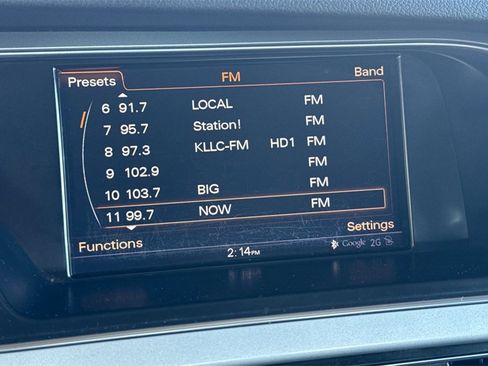 Presets FM Band
6 91.7 LOCAL FM
7 95.7 Station! FM
8 97.3 KLLC-FM HD1 FM
9 102.9 FM
10 103.7 BIG FM
11 99.7 NOW FM
Functions Settings
2:14PM Google 2G